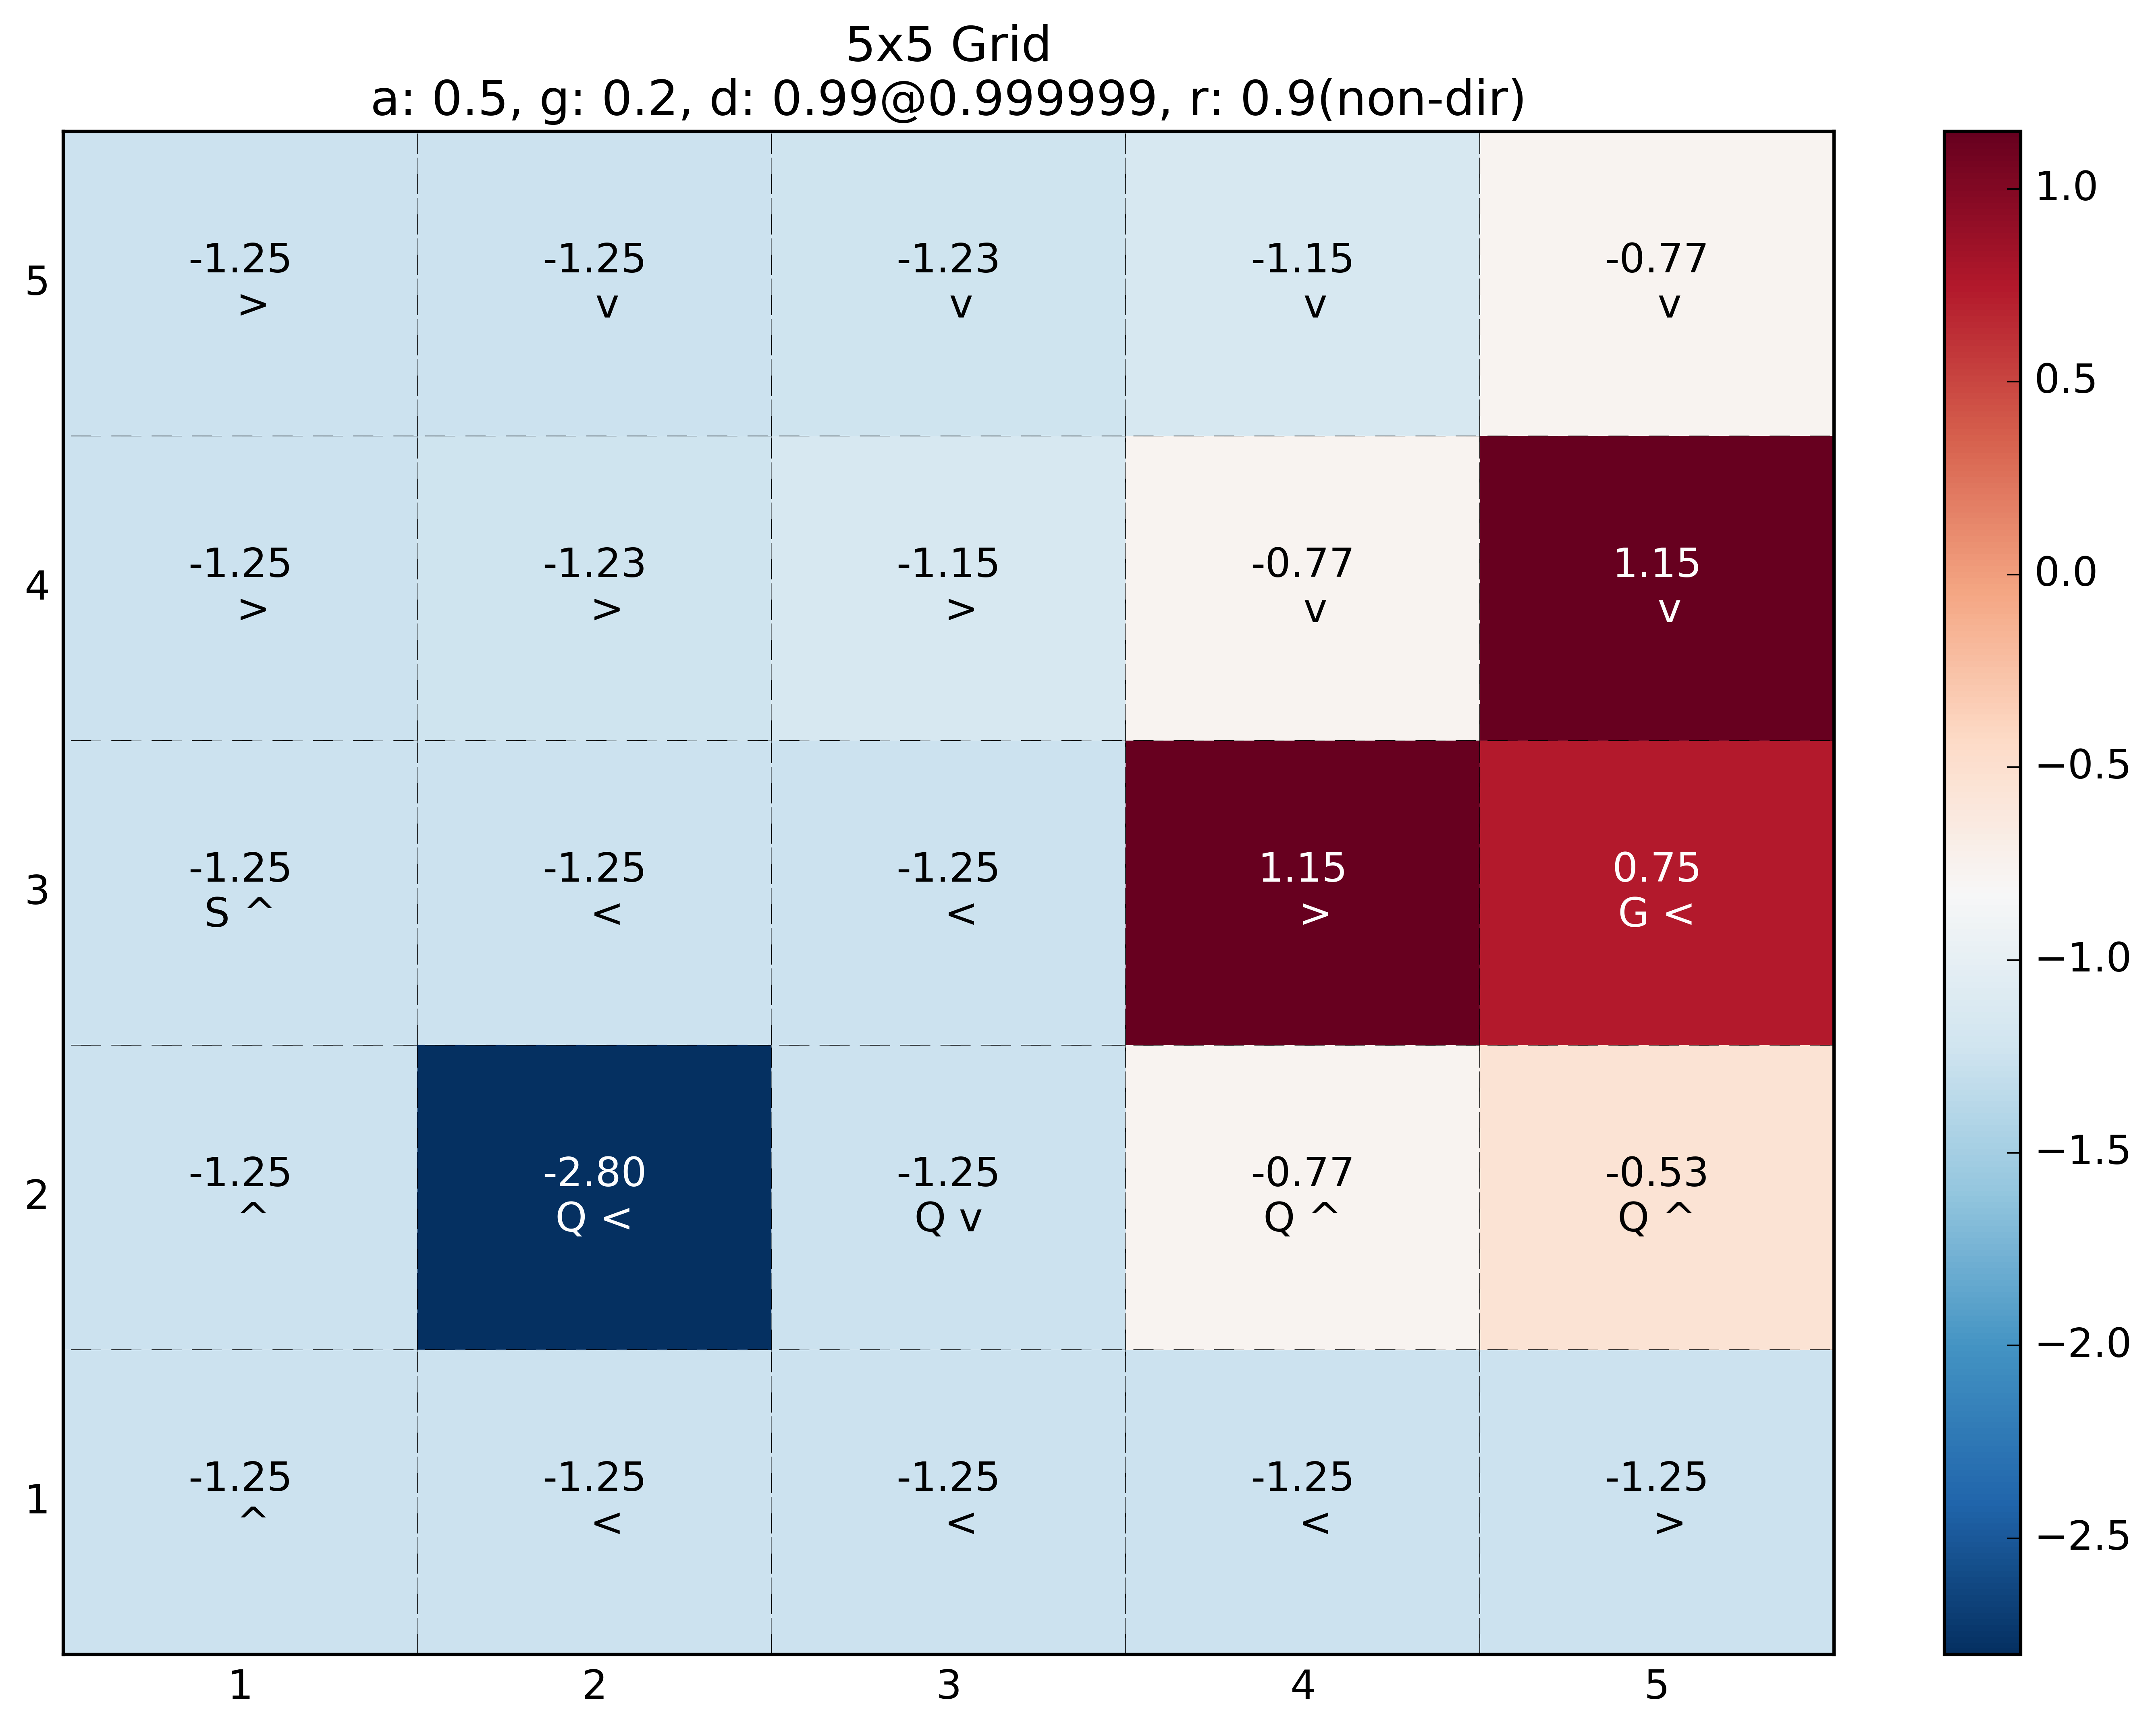 5x5 Grid
a: 0.5, g: 0.2, d: 0.99@0.999999, r: 0.9(non-dir)
5
-1.25 -1.25 -1.23 -1.15 -0.77
> v v v v
4
-1.25 -1.23 -1.15 -0.77 1.15
> > > v v
3
-1.25 -1.25 -1.25 1.15 0.75
S ^ < < > G <
2
-1.25 -2.80 -1.25 -0.77 -0.53
^ Q < Q v Q ^ Q ^
1
-1.25 -1.25 -1.25 -1.25 -1.25
^ < < < >
1 2 3 4 5
1.0
0.5
0.0
−0.5
−1.0
−1.5
−2.0
−2.5